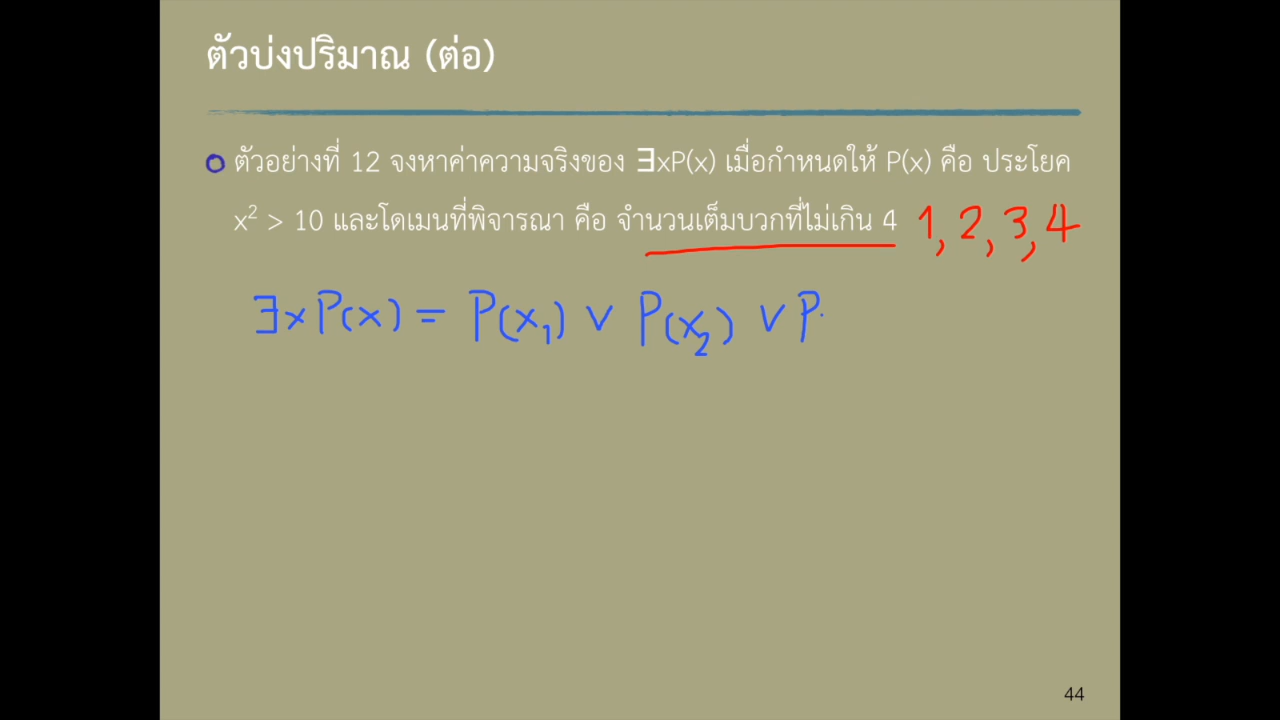 ตัวบ่งปริมาณ (ต่อ)
ตัวอย่างที่ 12 จงหาค่าความจริงของ ∃xP(x) เมื่อกำหนดให้ P(x) คือ ประโยค
x² > 10 และโดเมนที่พิจารณา คือ จำนวนเต็มบวกที่ไม่เกิน 4 1, 2, 3, 4
∃x P(x) = P(x₁) ∨ P(x₂) ∨ P
44